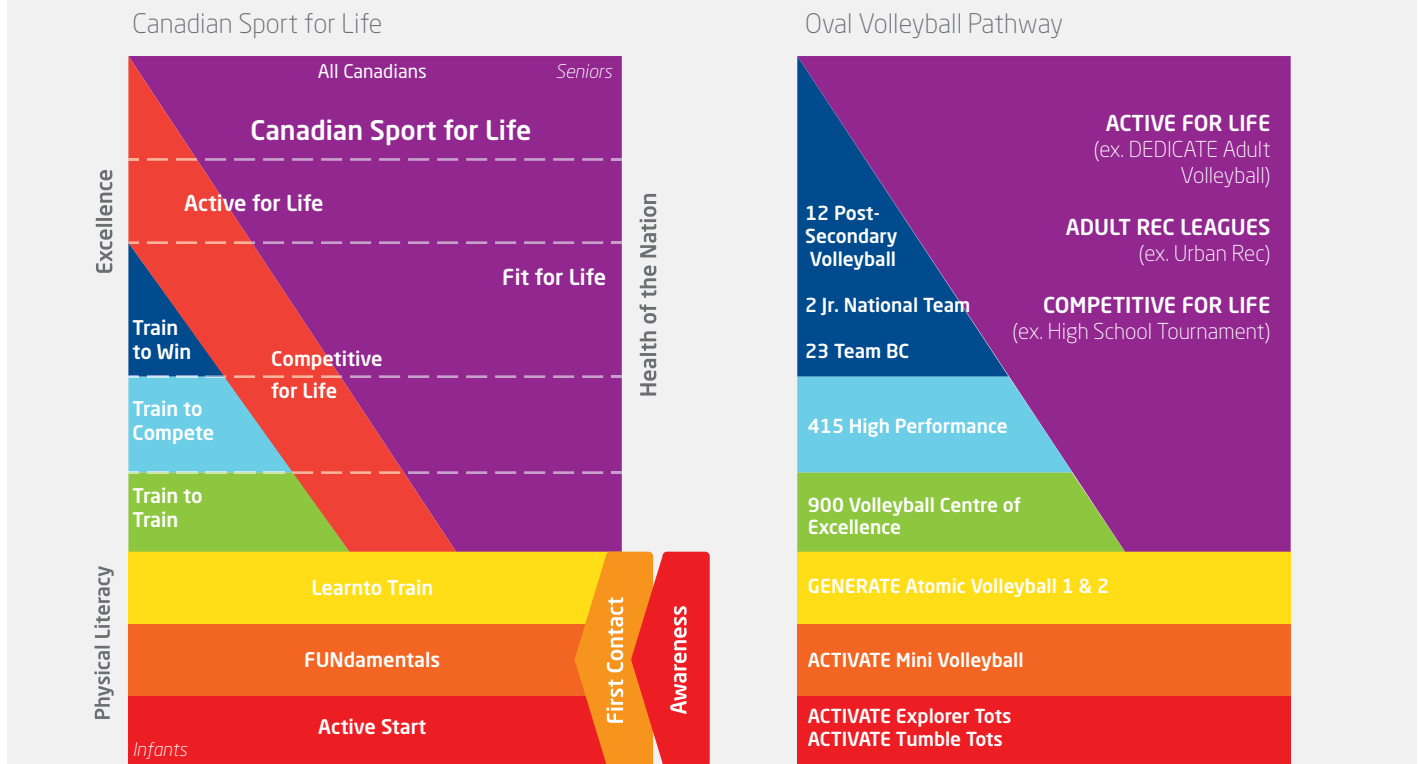 Canadian Sport for Life
All Canadians
Seniors
Canadian Sport for Life
Active for Life
Fit for Life
Train
to Win
Competitive
for Life
Train to
Compete
Train to
Train
Learnto Train
FUNdamentals
Active Start
Infants
Excellence
Physical Literacy
Health of the Nation
First Contact
Awareness
Oval Volleyball Pathway
ACTIVE FOR LIFE
(ex. DEDICATE Adult
Volleyball)
ADULT REC LEAGUES
(ex. Urban Rec)
COMPETITIVE FOR LIFE
(ex. High School Tournament)
12 Post-
Secondary
Volleyball
2 Jr. National Team
23 Team BC
415 High Performance
900 Volleyball Centre of
Excellence
GENERATE Atomic Volleyball 1 & 2
ACTIVATE Mini Volleyball
ACTIVATE Explorer Tots
ACTIVATE Tumble Tots